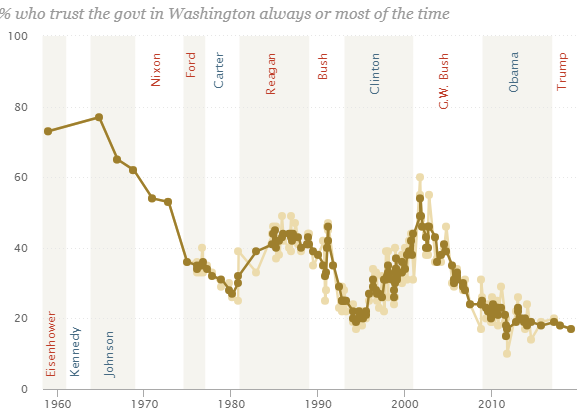 % who trust the govt in Washington always or most of the time
100
80
60
40
20
0
Eisenhower
Kennedy
Johnson
Nixon
Ford
Carter
Reagan
Bush
Clinton
G.W. Bush
Obama
Trump
1960
1970
1980
1990
2000
2010